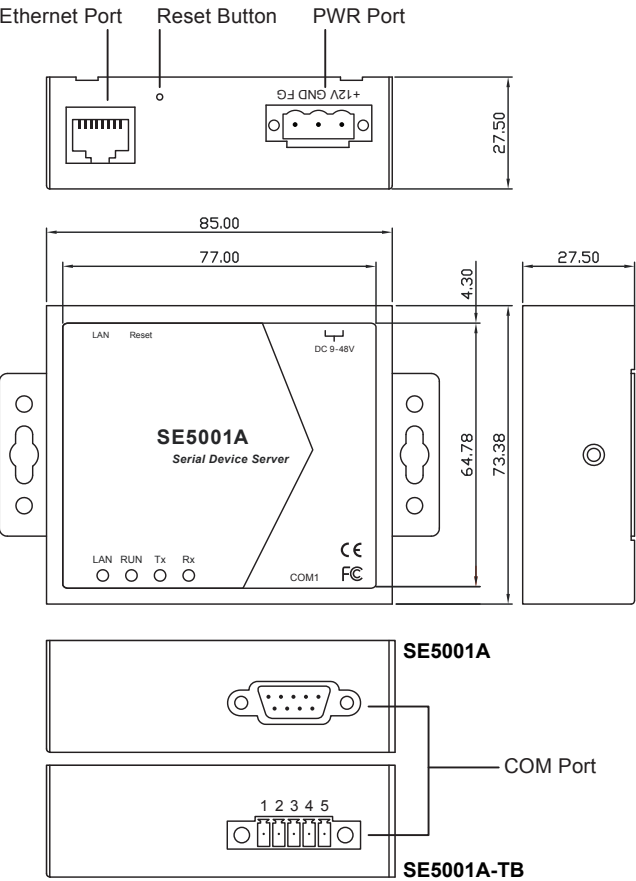 Ethernet Port
Reset Button
PWR Port
+12V GND FG
27.50
85.00
77.00
27.50
4.30
LAN
Reset
DC 9-48V
SE5001A
Serial Device Server
64.78
73.38
LAN RUN Tx Rx
COM1
CE
FC
SE5001A
COM Port
1 2 3 4 5
SE5001A-TB